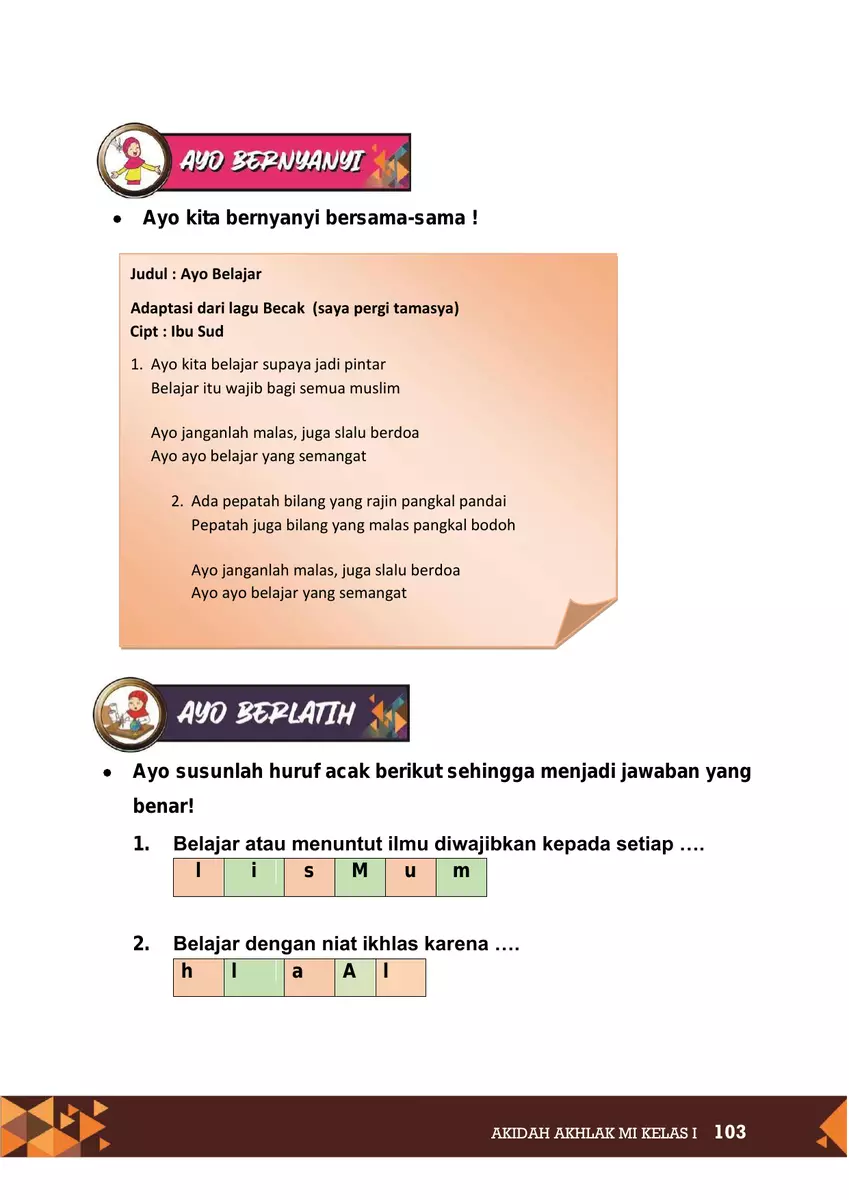 AYO BERNYANYI
• Ayo kita bernyanyi bersama-sama !
Judul : Ayo Belajar
Adaptasi dari lagu Becak (saya pergi tamasya)
Cipt : Ibu Sud
1. Ayo kita belajar supaya jadi pintar
Belajar itu wajib bagi semua muslim
Ayo janganlah malas, juga slalu berdoa
Ayo ayo belajar yang semangat
2. Ada pepatah bilang yang rajin pangkal pandai
Pepatah juga bilang yang malas pangkal bodoh
Ayo janganlah malas, juga slalu berdoa
Ayo ayo belajar yang semangat
AYO BERLATIH
• Ayo susunlah huruf acak berikut sehingga menjadi jawaban yang
benar!
1. Belajar atau menuntut ilmu diwajibkan kepada setiap ….
l i s M u m
2. Belajar dengan niat ikhlas karena ….
h l a A l
AKIDAH AKHLAK MI KELAS I 103